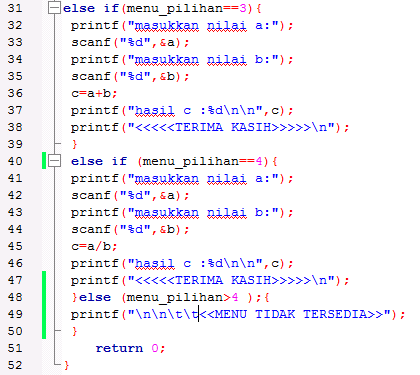 31 else if(menu_pilihan==3){
32 printf("masukkan nilai a:");
33 scanf("%d",&a);
34 printf("masukkan nilai b:");
35 scanf("%d",&b);
36 c=a+b;
37 printf("hasil c :%d\n\n",c);
38 printf("<<<<<TERIMA KASIH>>>>>\n");
39 }
40 else if (menu_pilihan==4){
41 printf("masukkan nilai a:");
42 scanf("%d",&a);
43 printf("masukkan nilai b:");
44 scanf("%d",&b);
45 c=a/b;
46 printf("hasil c :%d\n\n",c);
47 printf("<<<<<TERIMA KASIH>>>>>\n");
48 }else (menu_pilihan>4 );{
49 printf("\n\n\t\t<<MENU TIDAK TERSEDIA>>");
50 }
51 return 0;
52 }